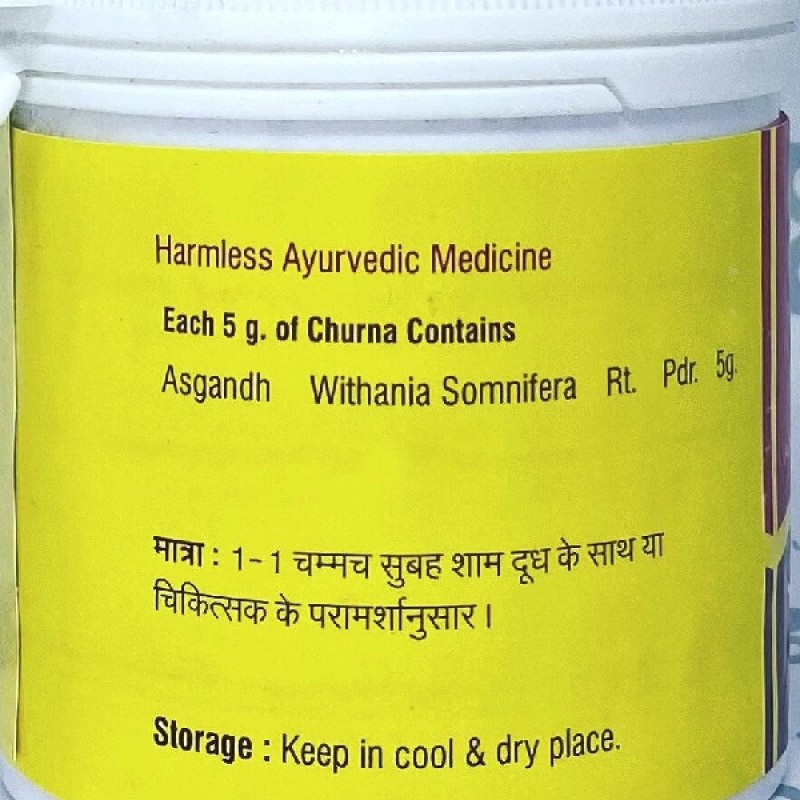 Harmless Ayurvedic Medicine
Each 5 g. of Churna Contains
Asgandh Withania Somnifera Rt. Pdr. 5g.
मात्रा : 1-1 चम्मच सुबह शाम दूध के साथ या
चिकित्सक के परामर्शानुसार।
Storage : Keep in cool & dry place.